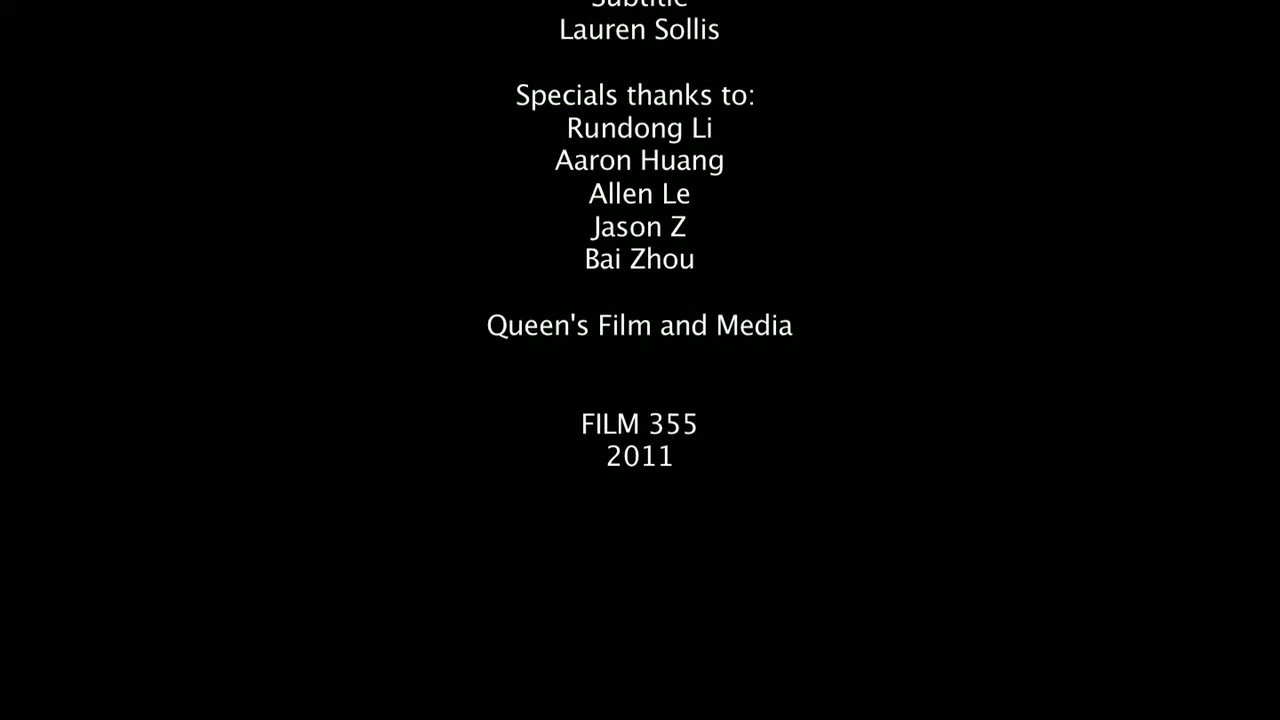 Subtitle
Lauren Sollis
Specials thanks to:
Rundong Li
Aaron Huang
Allen Le
Jason Z
Bai Zhou
Queen's Film and Media
FILM 355
2011